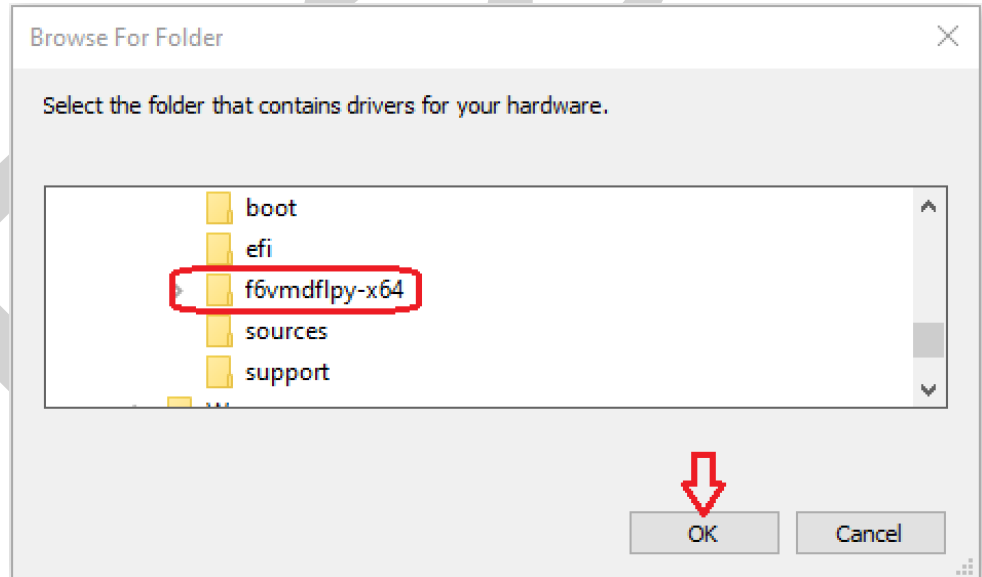 Browse For Folder
Select the folder that contains drivers for your hardware.
boot
efi
f6vmdflpy-x64
sources
support
OK
Cancel